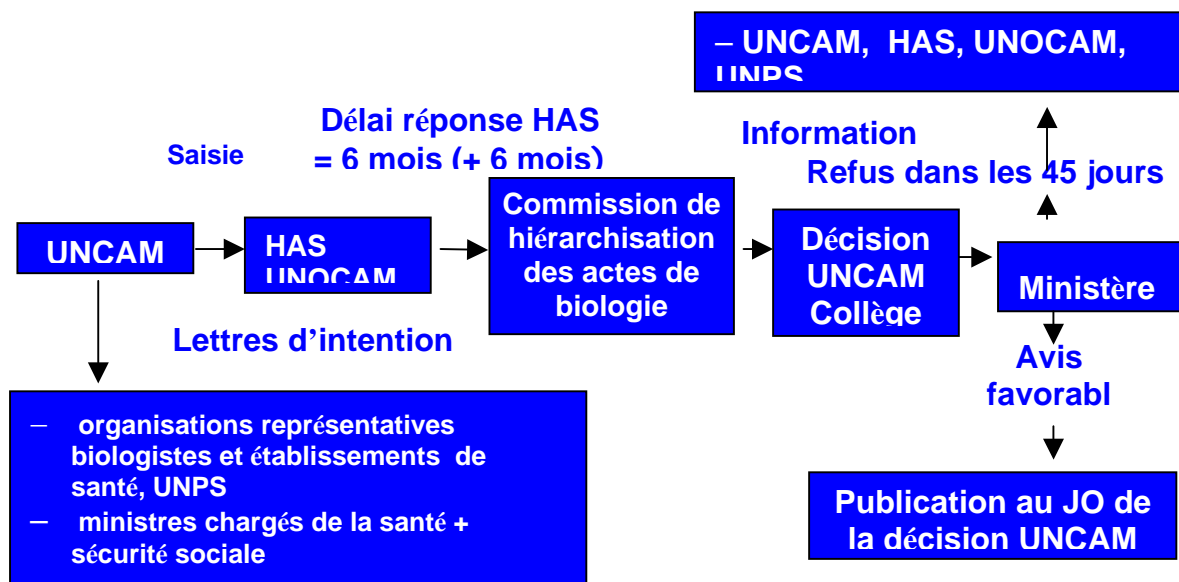 – UNCAM, HAS, UNOCAM,
UNPS
Délai réponse HAS
= 6 mois (+ 6 mois)
Saisie
Information
Refus dans les 45 jours
UNCAM
HAS
UNOCAM
Commission de
hiérarchisation
des actes de
biologie
Décision
UNCAM
Collège
Ministère
Lettres d’intention
Avis
favorabl
– organisations représentatives
biologistes et établissements de
santé, UNPS
– ministres chargés de la santé +
sécurité sociale
Publication au JO de
la décision UNCAM